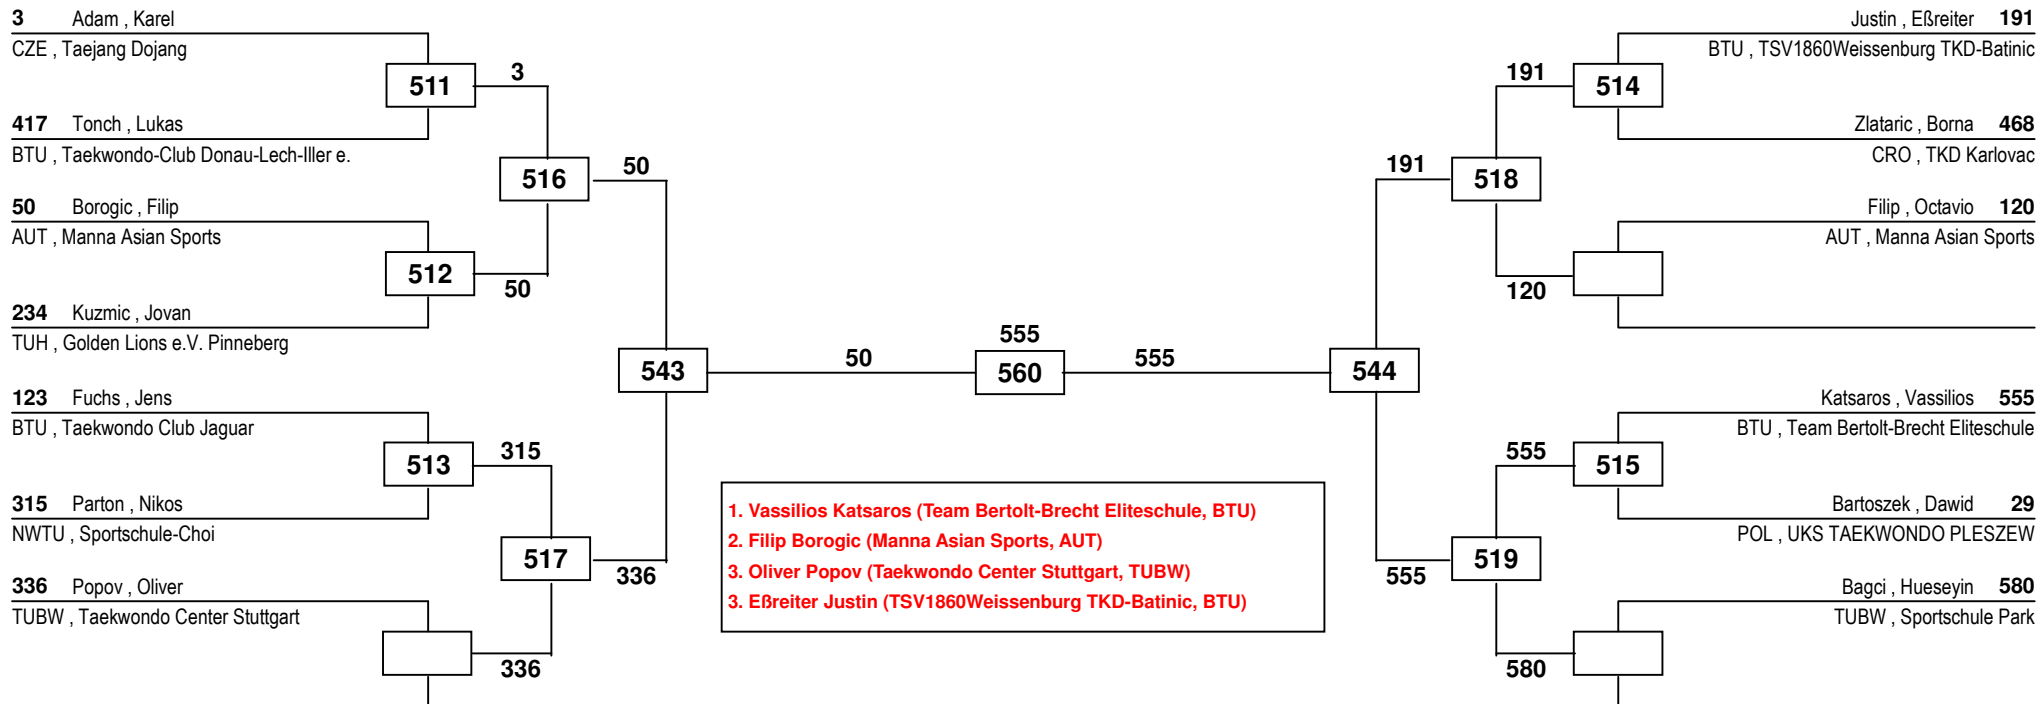 3 Adam , Karel
CZE , Taejang Dojang
511
3
417 Tonch , Lukas
BTU , Taekwondo-Club Donau-Lech-Iller e.
516
50
50 Borogic , Filip
AUT , Manna Asian Sports
512
50
234 Kuzmic , Jovan
TUH , Golden Lions e.V. Pinneberg
543
50
123 Fuchs , Jens
BTU , Taekwondo Club Jaguar
513
315
315 Parton , Nikos
NWTU , Sportschule-Choi
517
336
336 Popov , Oliver
TUBW , Taekwondo Center Stuttgart
336
555
560
555
1. Vassilios Katsaros (Team Bertolt-Brecht Eliteschule, BTU)
2. Filip Borogic (Manna Asian Sports, AUT)
3. Oliver Popov (Taekwondo Center Stuttgart, TUBW)
3. Eßreiter Justin (TSV1860Weissenburg TKD-Batinic, BTU)
Justin , Eßreiter 191
BTU , TSV1860Weissenburg TKD-Batinic
191
514
Zlataric , Borna 468
CRO , TKD Karlovac
191
518
Filip , Octavio 120
AUT , Manna Asian Sports
120
544
Katsaros , Vassilios 555
BTU , Team Bertolt-Brecht Eliteschule
555
515
Bartoszek , Dawid 29
POL , UKS TAEKWONDO PLESZEW
555
519
Bagci , Hueseyin 580
TUBW , Sportschule Park
580